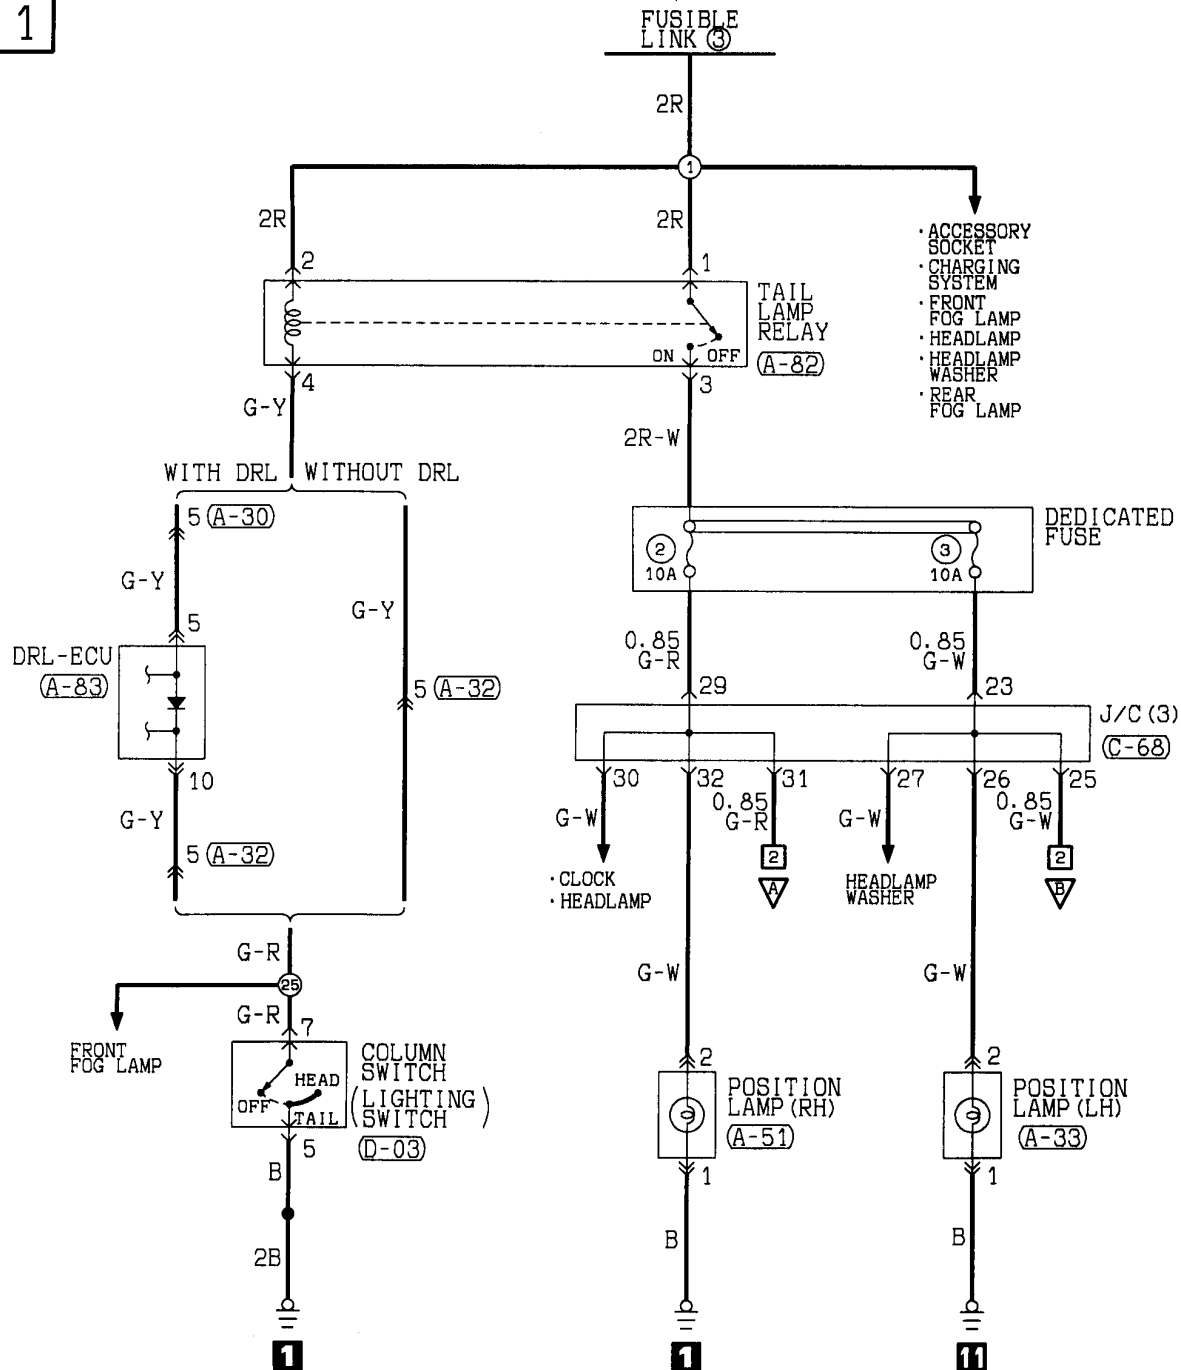 1
FUSIBLE
LINK ③
2R
1
2R
2R
· ACCESSORY
SOCKET
· CHARGING
SYSTEM
· FRONT
FOG LAMP
· HEADLAMP
· HEADLAMP
WASHER
· REAR
FOG LAMP
2
1
TAIL
LAMP
RELAY
(A-82)
ON
OFF
4
3
G-Y
2R-W
WITH DRL
WITHOUT DRL
5 (A-30)
DEDICATED
FUSE
2
10A
3
10A
G-Y
G-Y
5
DRL-ECU
(A-83)
0.85
G-R
0.85
G-W
5 (A-32)
29
23
J/C(3)
(C-68)
10
30
32
31
27
26
25
G-Y
G-W
0.85
G-R
G-W
0.85
G-W
5 (A-32)
2
2
· CLOCK
· HEADLAMP
A
HEADLAMP
WASHER
B
G-R
25
G-W
G-W
G-R
7
FRONT
FOG LAMP
COLUMN
SWITCH
(LIGHTING
SWITCH)
(D-03)
OFF
HEAD
TAIL
5
2
POSITION
LAMP(RH)
(A-51)
1
2
POSITION
LAMP(LH)
(A-33)
1
B
2B
B
B
1
1
11